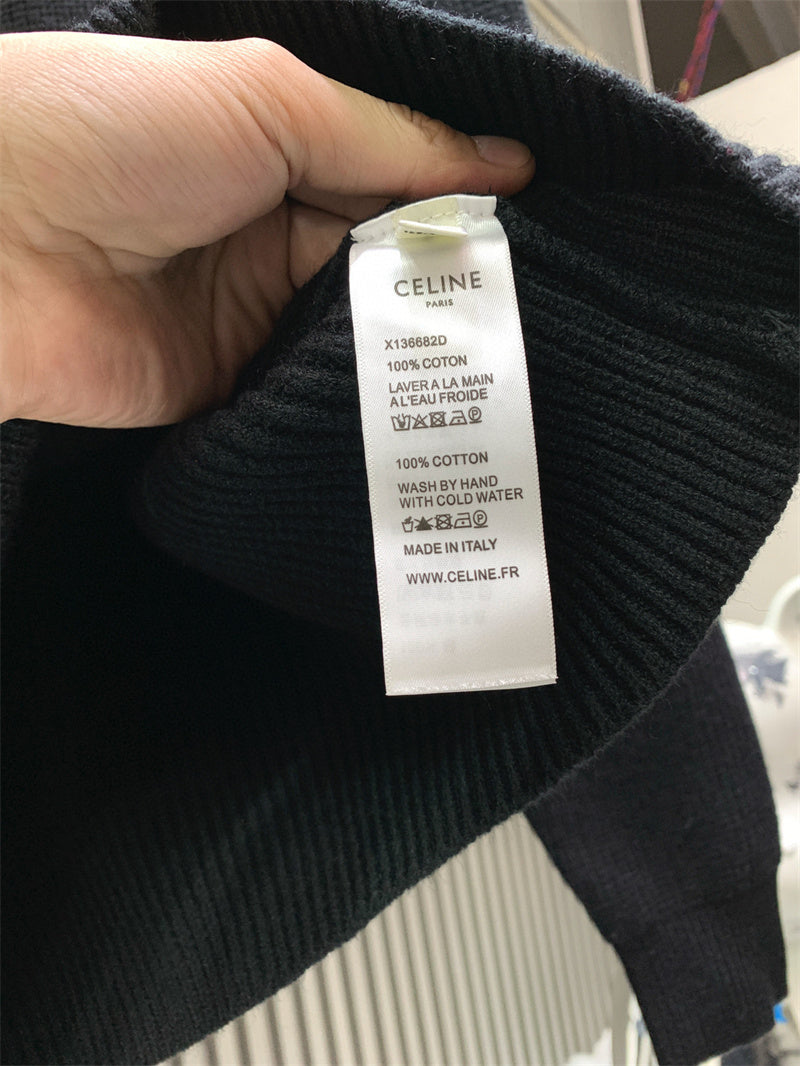 CELINE
PARIS
X136682D
100% COTON
LAVER A LA MAIN
A L'EAU FROIDE
100% COTTON
WASH BY HAND
WITH COLD WATER
MADE IN ITALY
WWW.CELINE.FR